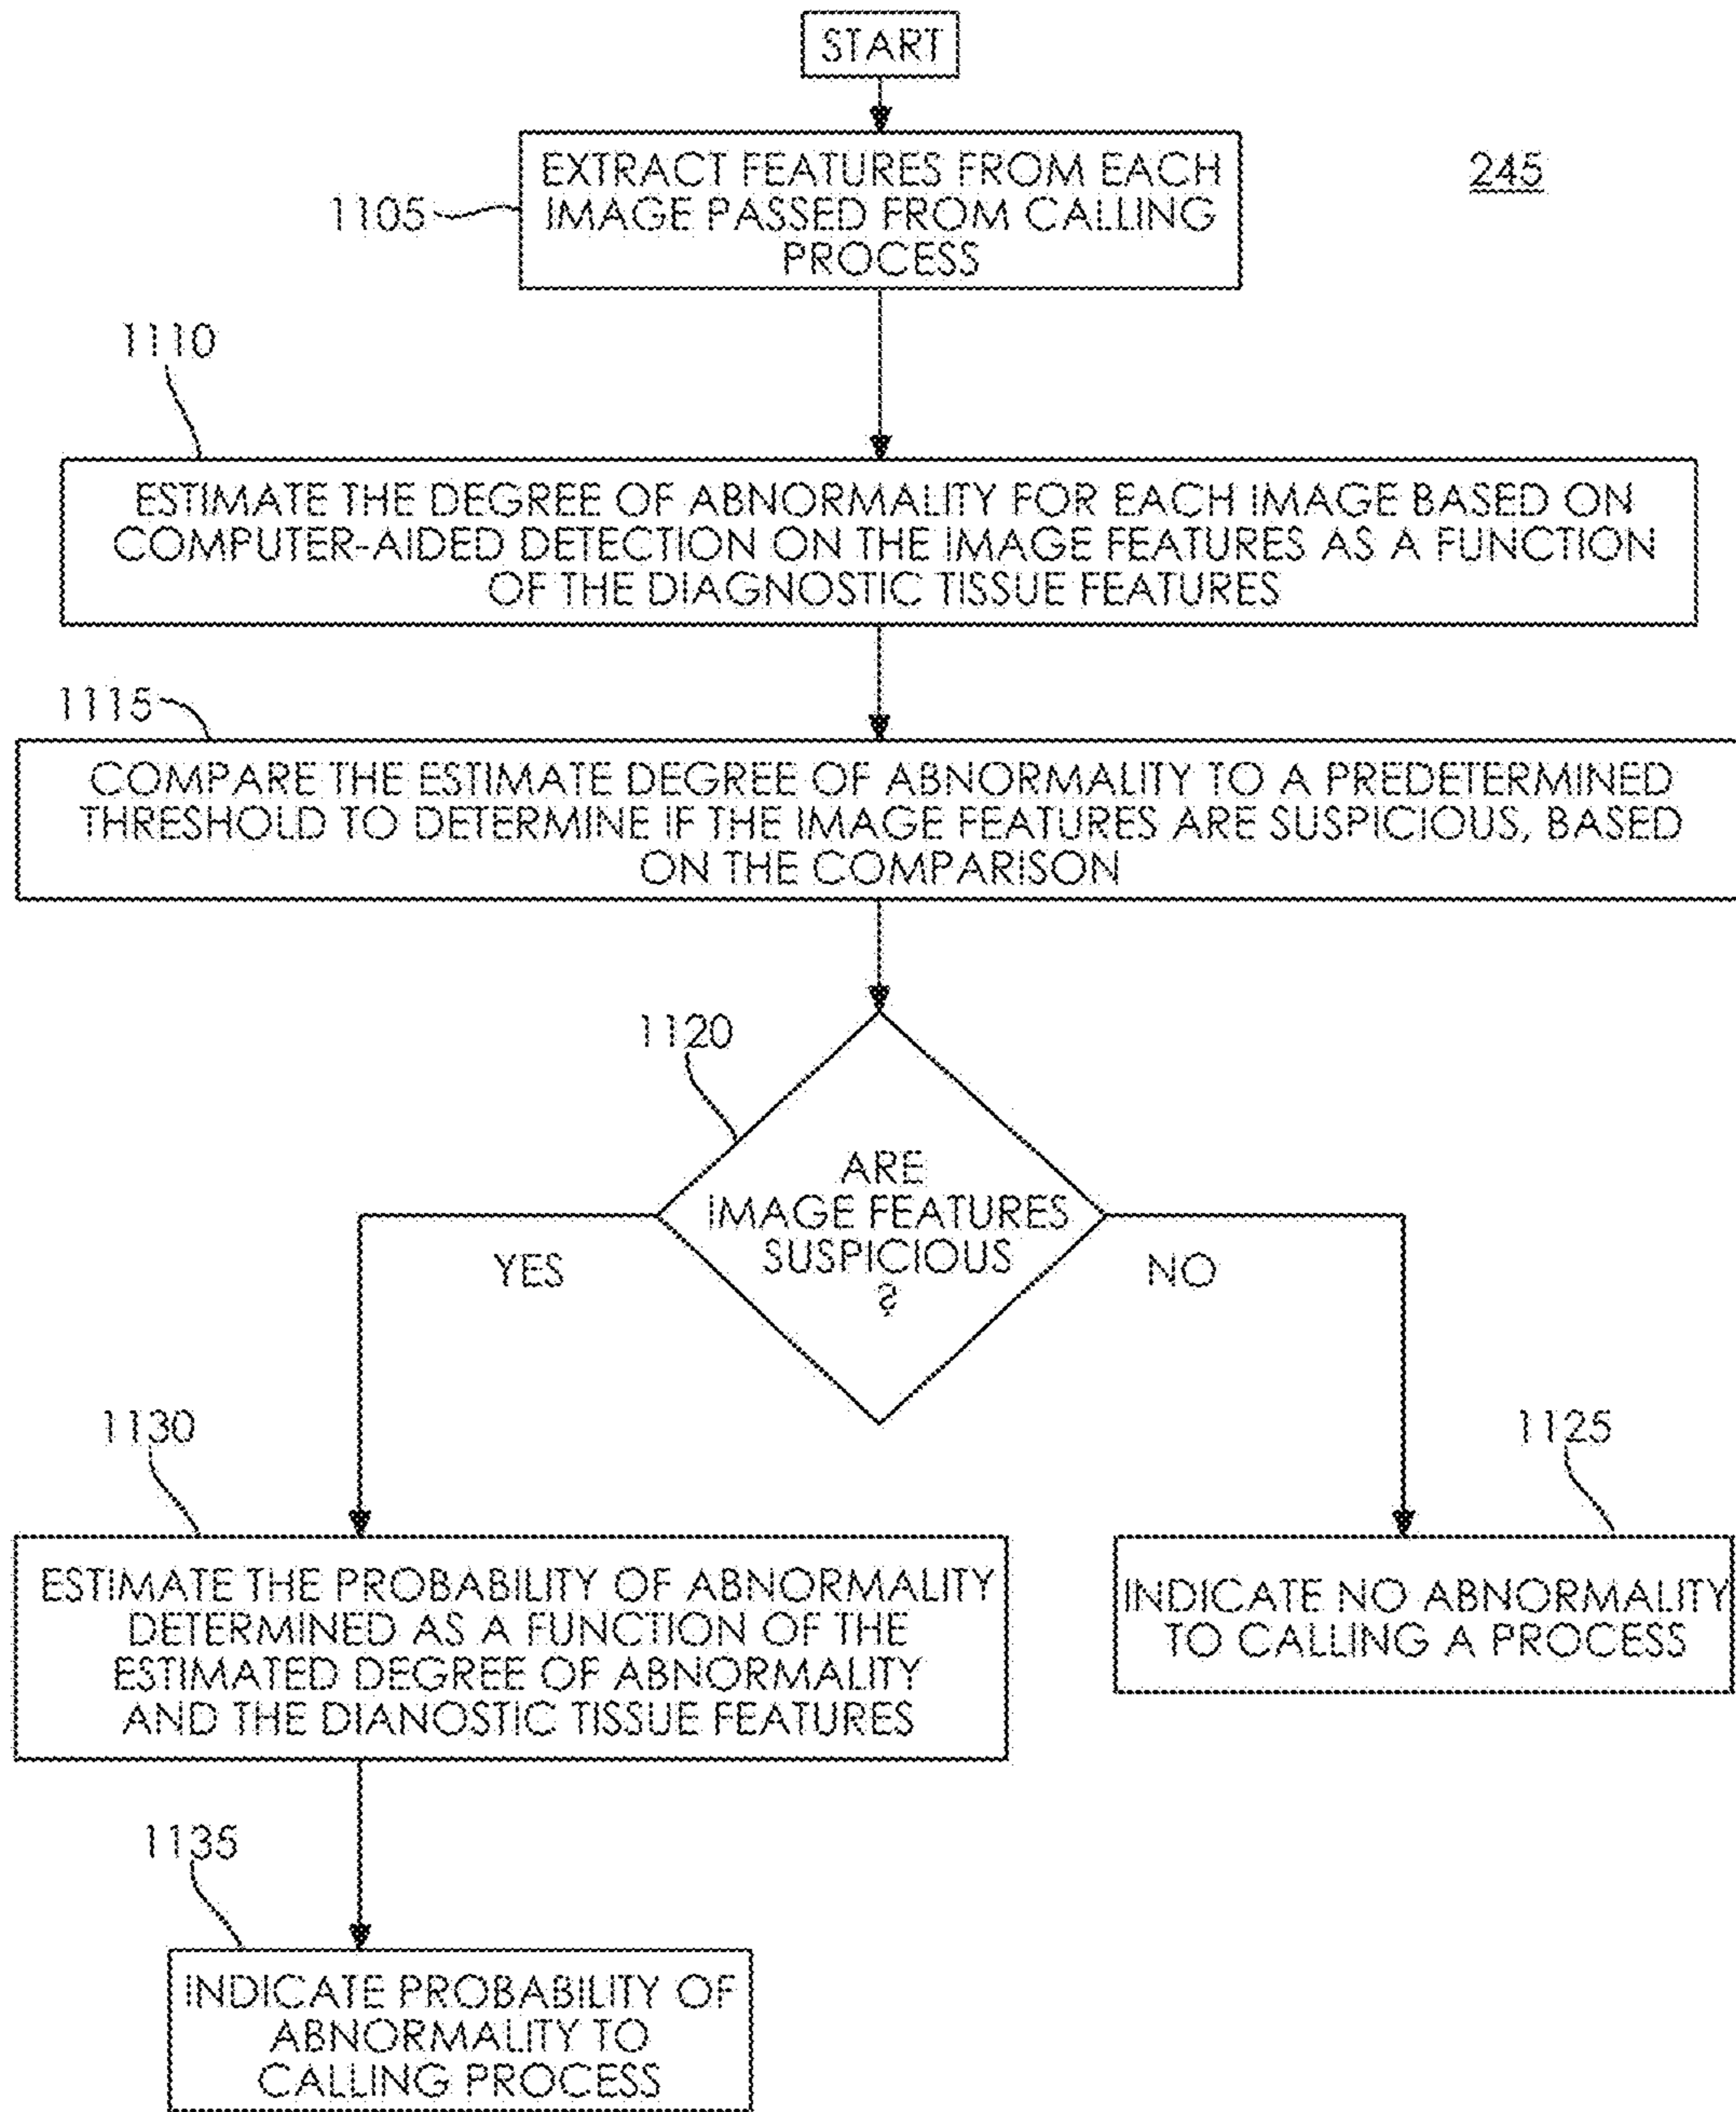 START
245
EXTRACT FEATURES FROM EACH
IMAGE PASSED FROM CALLING
PROCESS
1105
1110
ESTIMATE THE DEGREE OF ABNORMALITY FOR EACH IMAGE BASED ON
COMPUTER-AIDED DETECTION ON THE IMAGE FEATURES AS A FUNCTION
OF THE DIAGNOSTIC TISSUE FEATURES
1115
COMPARE THE ESTIMATE DEGREE OF ABNORMALITY TO A PREDETERMINED
THRESHOLD TO DETERMINE IF THE IMAGE FEATURES ARE SUSPICIOUS, BASED
ON THE COMPARISON
1120
ARE
IMAGE FEATURES
SUSPICIOUS
?
YES
NO
1130
ESTIMATE THE PROBABILITY OF ABNORMALITY
DETERMINED AS A FUNCTION OF THE
ESTIMATED DEGREE OF ABNORMALITY
AND THE DIANOSTIC TISSUE FEATURES
1125
INDICATE NO ABNORMALITY
TO CALLING A PROCESS
1135
INDICATE PROBABILITY OF
ABNORMALITY TO
CALLING PROCESS